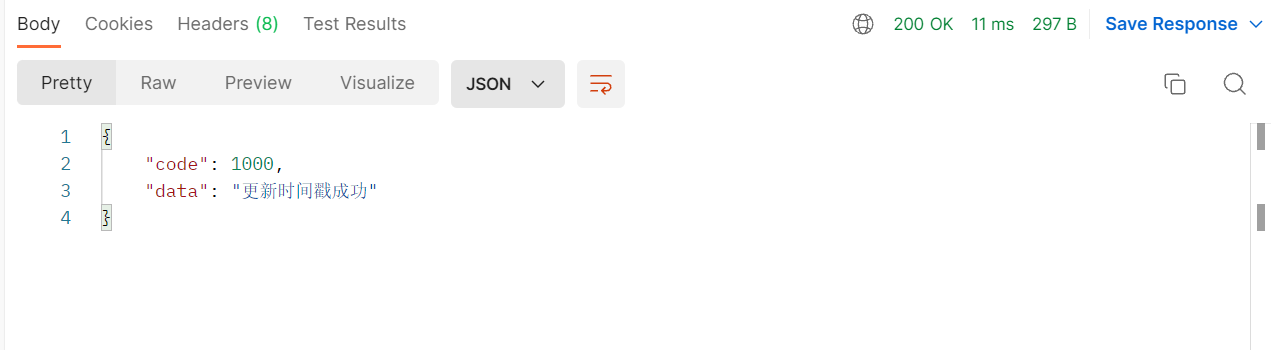 Body Cookies Headers (8) Test Results 200 OK 11 ms 297 B Save Response
Pretty Raw Preview Visualize JSON
1 {
2 "code": 1000,
3 "data": "更新时间戳成功"
4 }